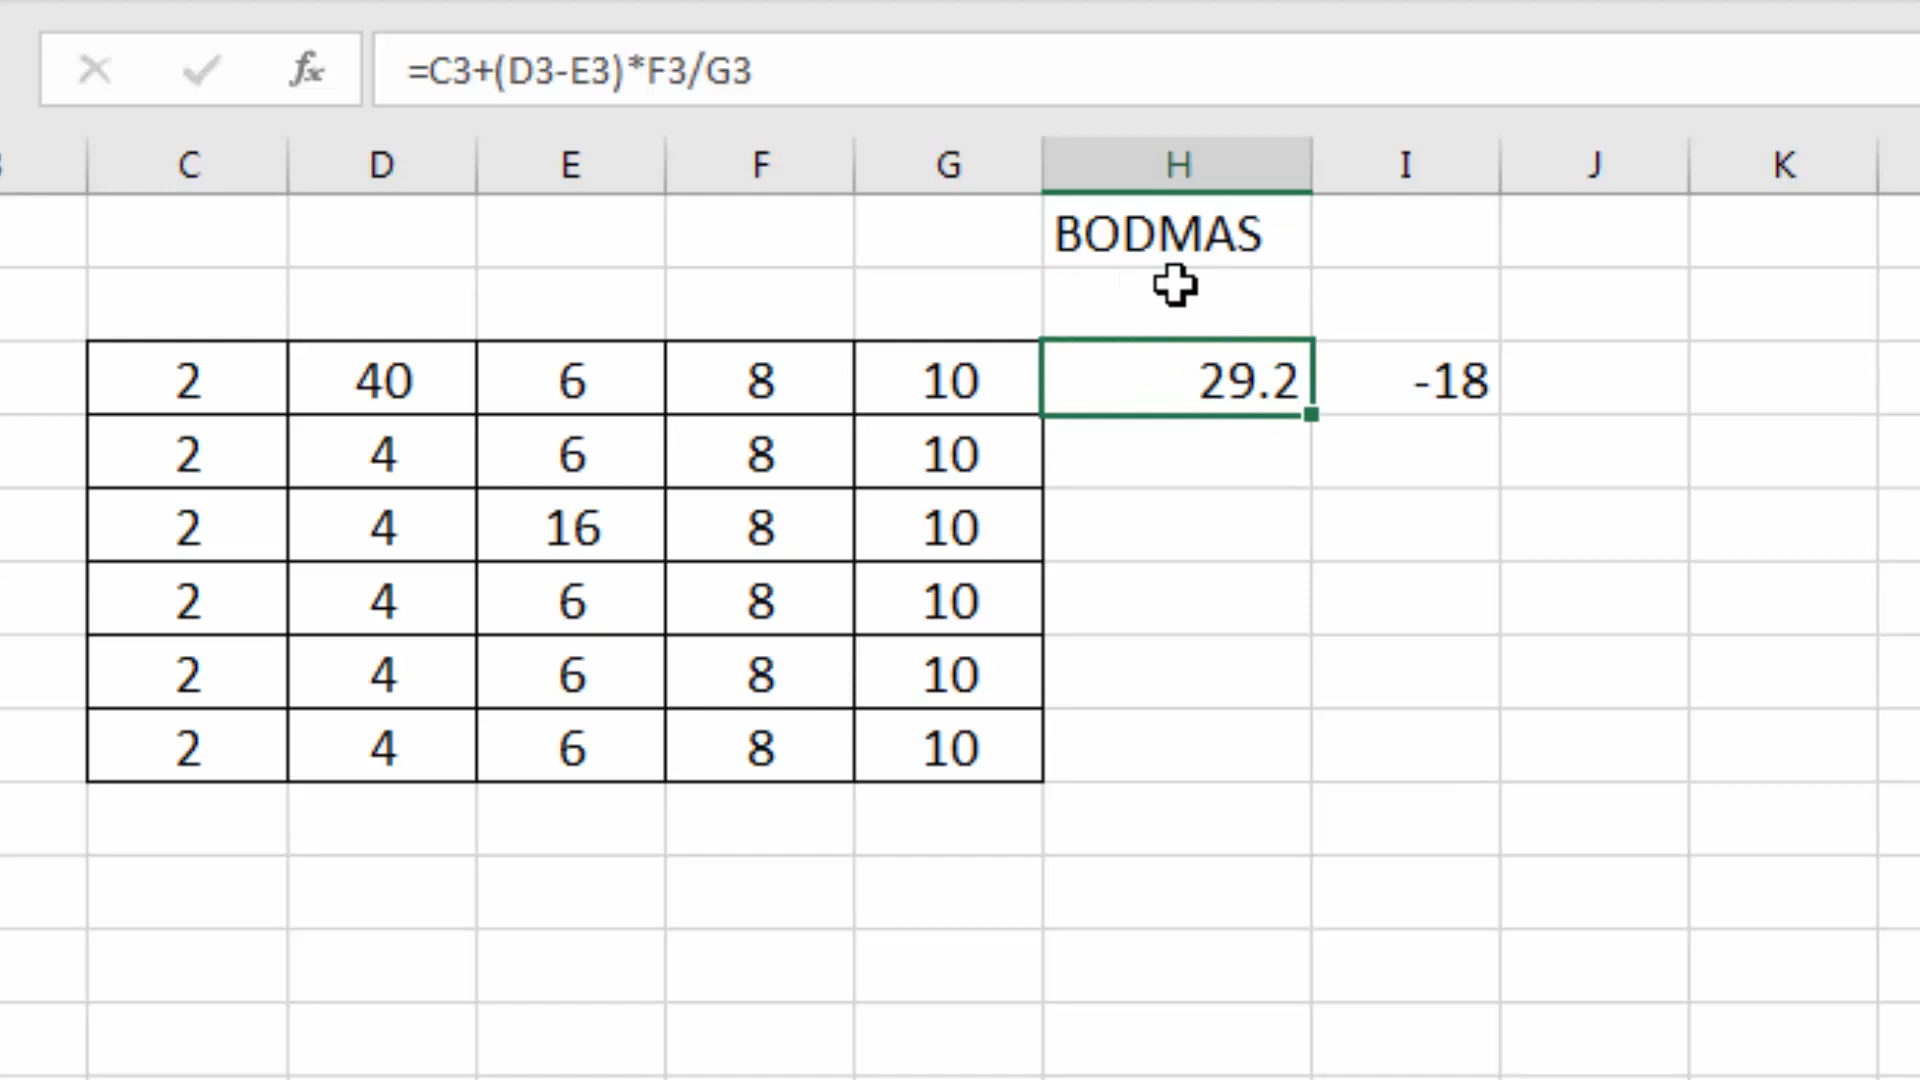 fx =C3+(D3-E3)*F3/G3
C D E F G H I J K
BODMAS
2 40 6 8 10 29.2 -18
2 4 6 8 10
2 4 16 8 10
2 4 6 8 10
2 4 6 8 10
2 4 6 8 10